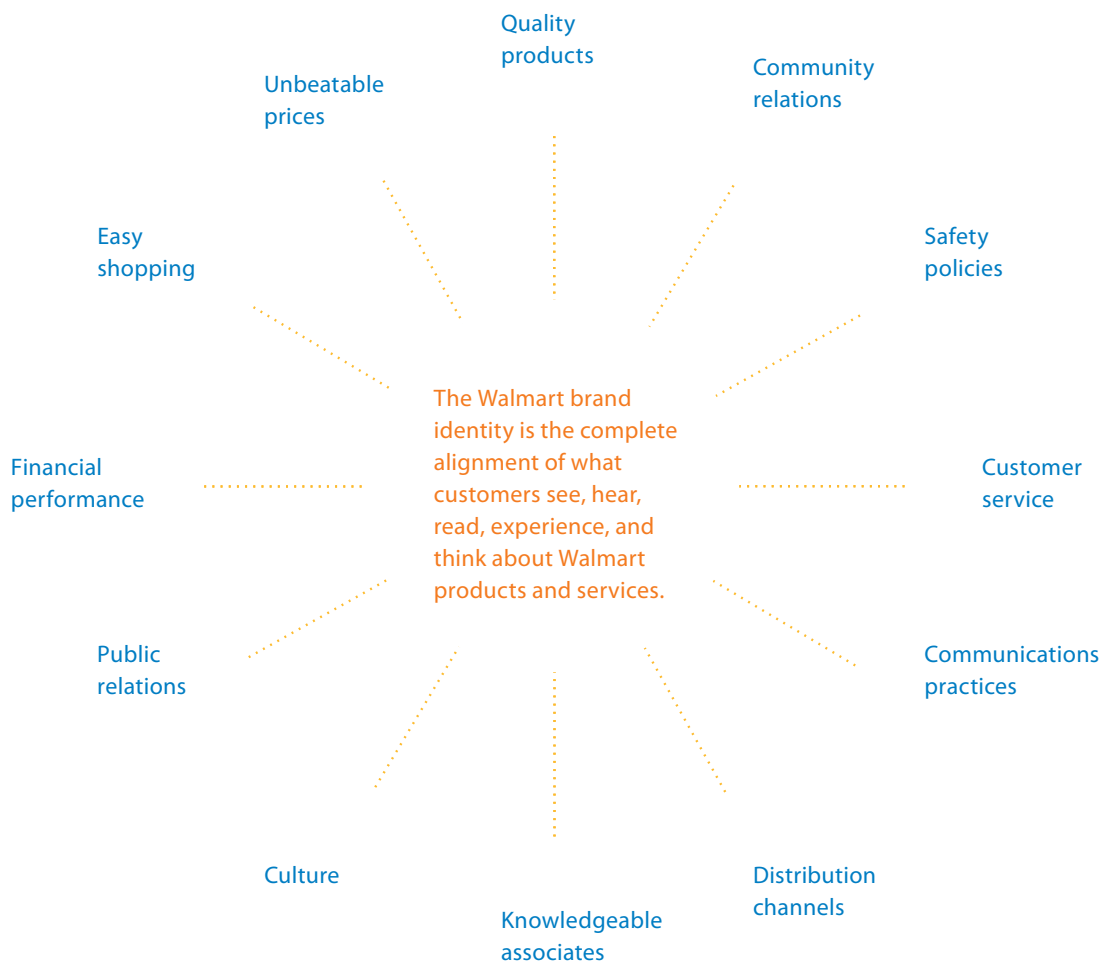 Quality
products
Community
relations
Unbeatable
prices
Easy
shopping
Safety
policies
The Walmart brand
identity is the complete
alignment of what
customers see, hear,
read, experience, and
think about Walmart
products and services.
Financial
performance
Customer
service
Public
relations
Communications
practices
Culture
Distribution
channels
Knowledgeable
associates